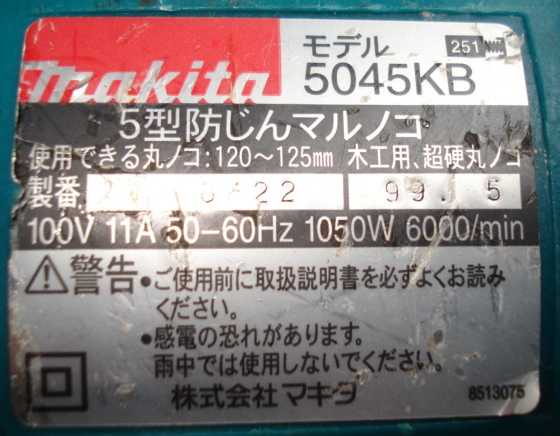 makita
モデル
251
5045KB
5型防じんマルノコ
使用できる丸ノコ:120〜125mm 木工用、超硬丸ノコ
製番 22 99. 5
100V 11A 50-60Hz 1050W 6000/min
警告 •ご使用前に取扱説明書を必ずよくお読み
ください。
•感電の恐れがあります。
雨中では使用しないでください。
株式会社 マキタ
8513075